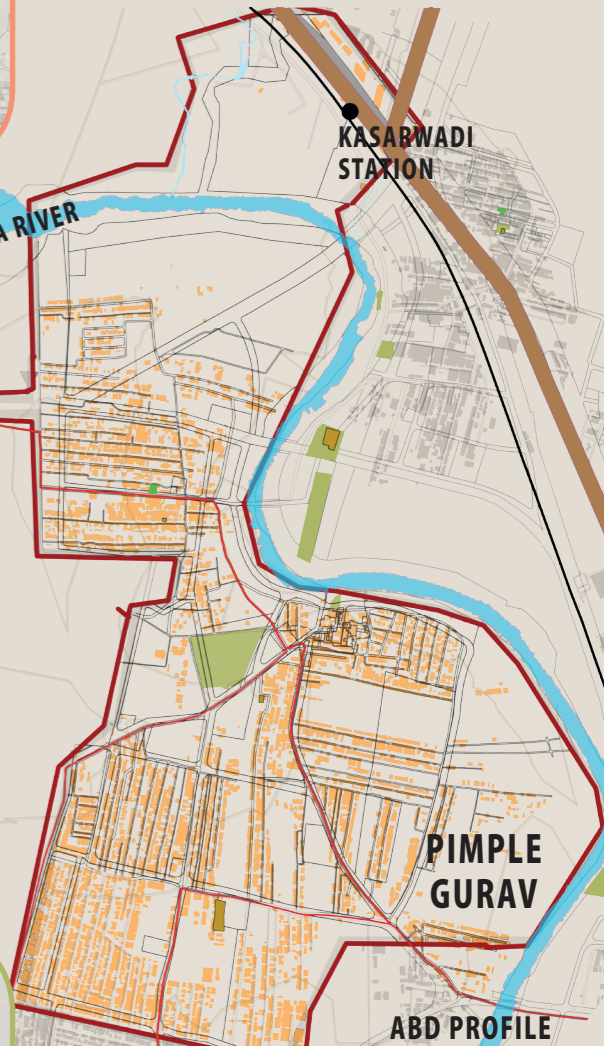 KASARWADI
STATION
A RIVER
PIMPLE
GURAV
ABD PROFILE